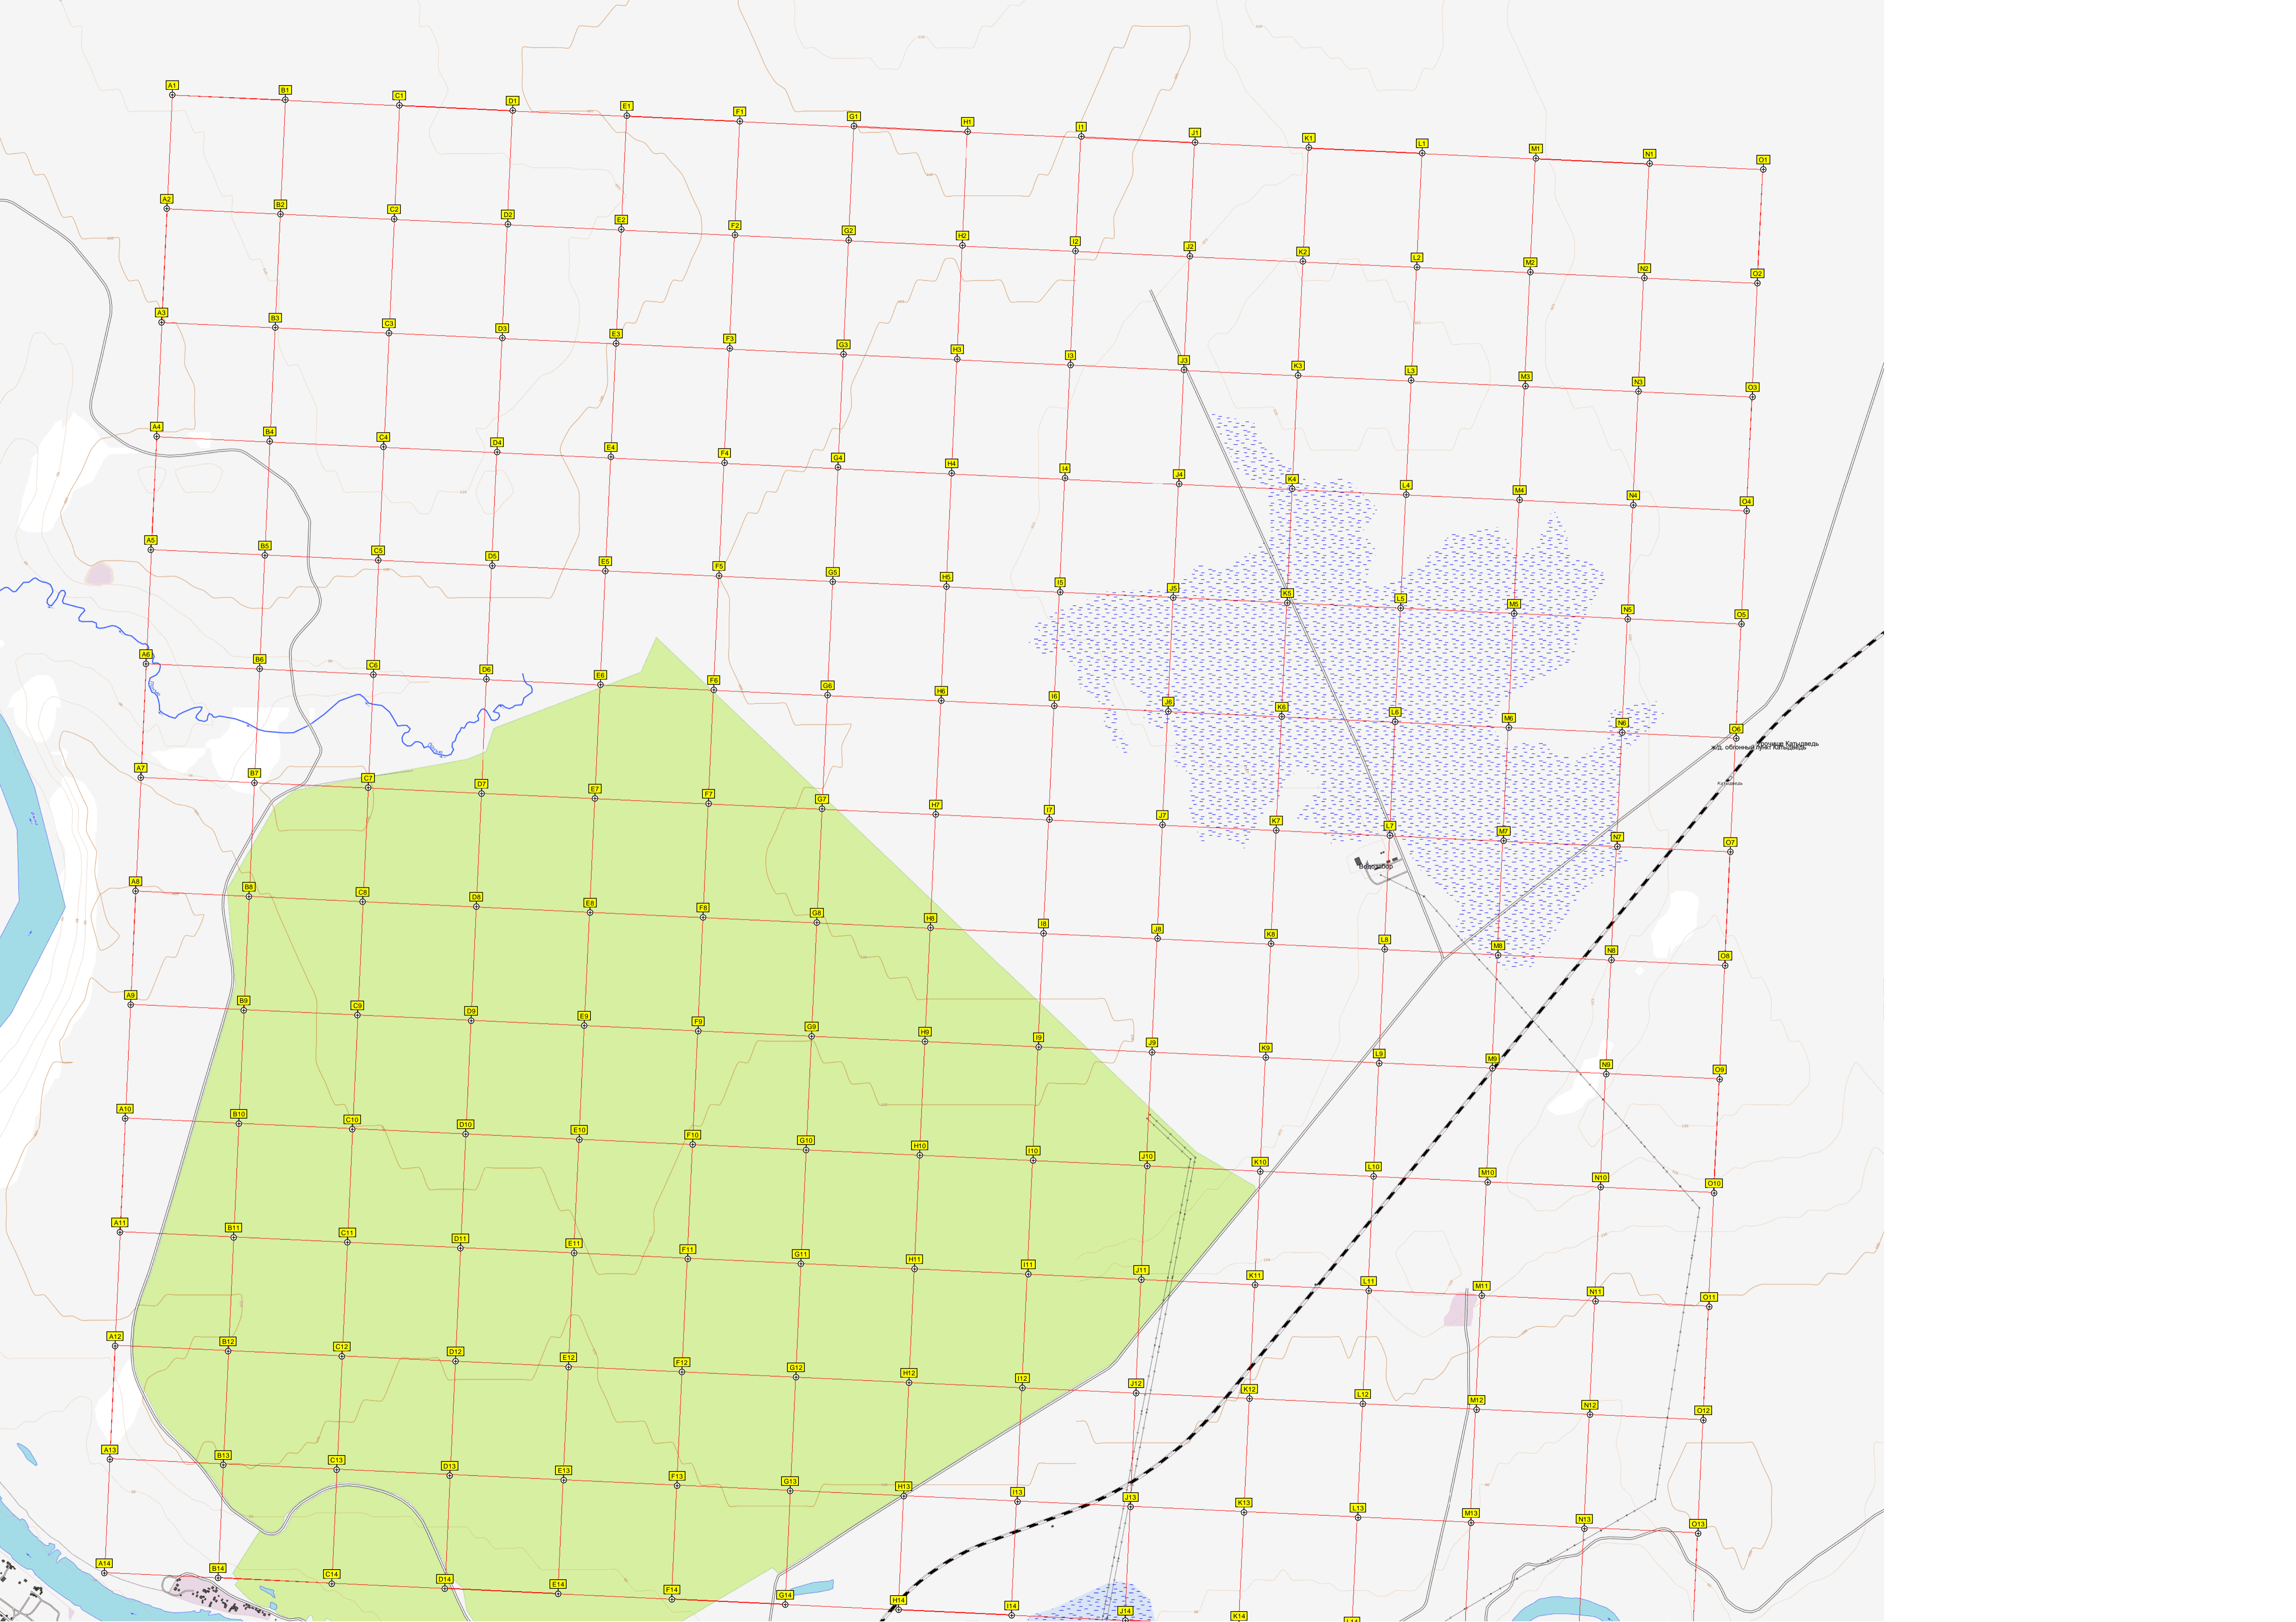 A1 B1 C1 D1 E1 F1 G1 H1 I1 J1 K1 L1 M1 N1 O1
A2 B2 C2 D2 E2 F2 G2 H2 I2 J2 K2 L2 M2 N2 O2
A3 B3 C3 D3 E3 F3 G3 H3 I3 J3 K3 L3 M3 N3 O3
A4 B4 C4 D4 E4 F4 G4 H4 I4 J4 K4 L4 M4 N4 O4
A5 B5 C5 D5 E5 F5 G5 H5 I5 J5 K5 L5 M5 N5 O5
A6 B6 C6 D6 E6 F6 G6 H6 I6 J6 K6 L6 M6 N6 O6
ж/д. обгонный пункт Катыдведь
Катыдведь
A7 B7 C7 D7 E7 F7 G7 H7 I7 J7 K7 L7 M7 N7 O7
Водозабор
A8 B8 C8 D8 E8 F8 G8 H8 I8 J8 K8 L8 M8 N8 O8
A9 B9 C9 D9 E9 F9 G9 H9 I9 J9 K9 L9 M9 N9 O9
A10 B10 C10 D10 E10 F10 G10 H10 I10 J10 K10 L10 M10 N10 O10
A11 B11 C11 D11 E11 F11 G11 H11 I11 J11 K11 L11 M11 N11 O11
A12 B12 C12 D12 E12 F12 G12 H12 I12 J12 K12 L12 M12 N12 O12
A13 B13 C13 D13 E13 F13 G13 H13 I13 J13 K13 L13 M13 N13 O13
A14 B14 C14 D14 E14 F14 G14 H14 I14 J14 K14 L14